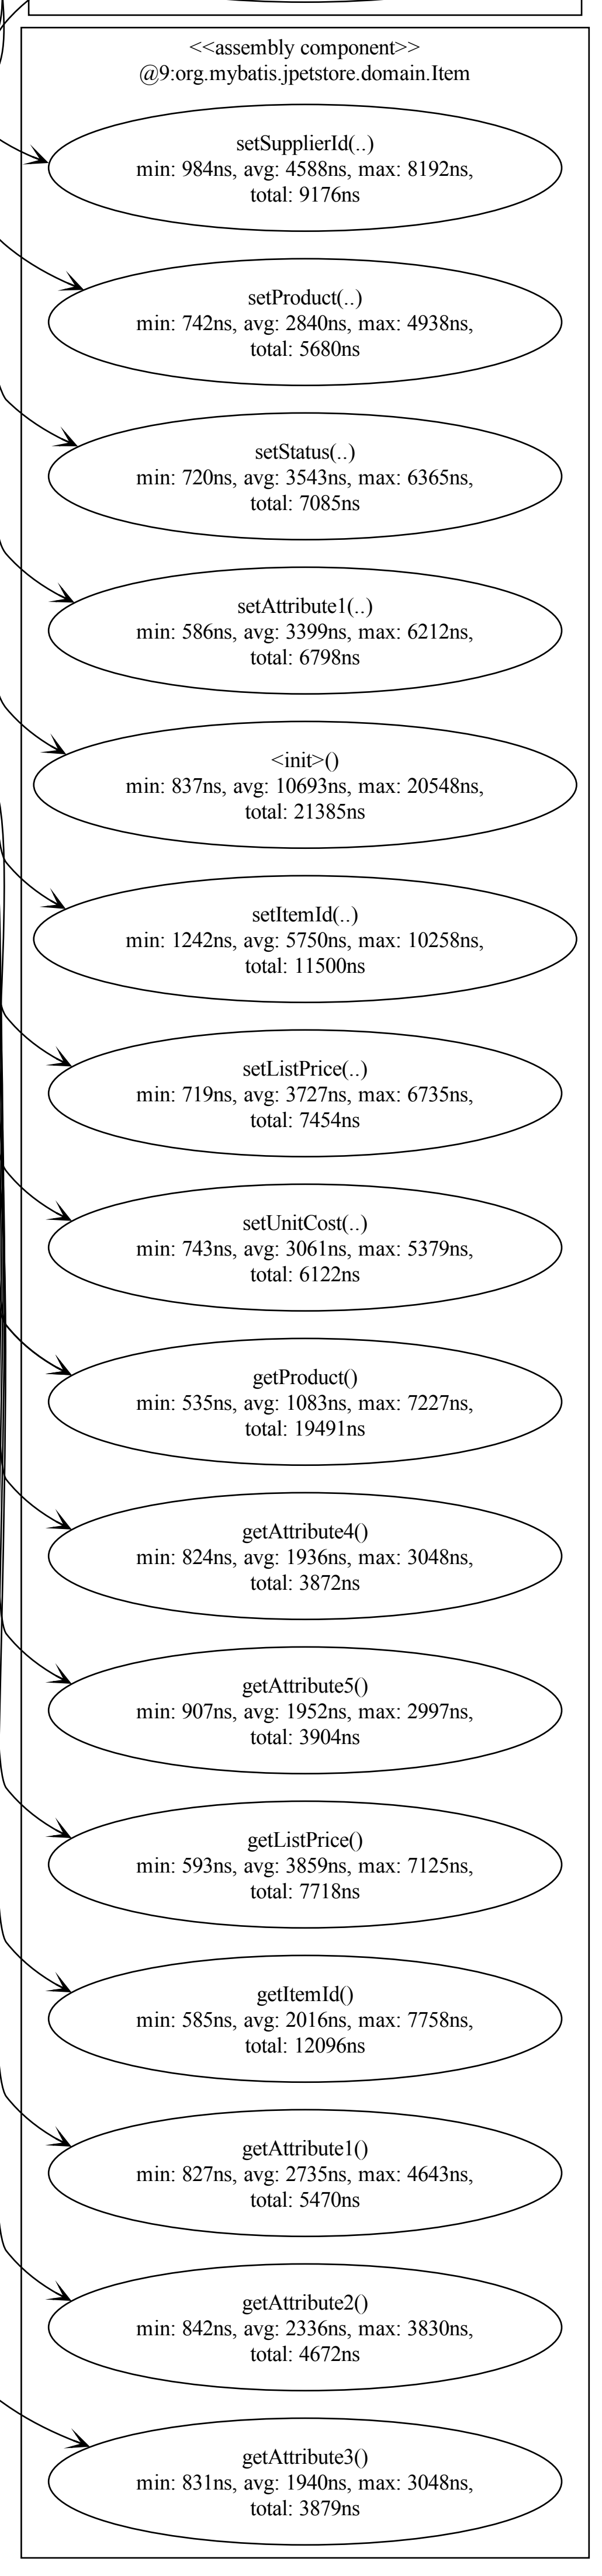 <<assembly component>>
@9:org.mybatis.jpetstore.domain.Item
setSupplierId(..)
min: 984ns, avg: 4588ns, max: 8192ns,
total: 9176ns
setProduct(..)
min: 742ns, avg: 2840ns, max: 4938ns,
total: 5680ns
setStatus(..)
min: 720ns, avg: 3543ns, max: 6365ns,
total: 7085ns
setAttribute1(..)
min: 586ns, avg: 3399ns, max: 6212ns,
total: 6798ns
<init>()
min: 837ns, avg: 10693ns, max: 20548ns,
total: 21385ns
setItemId(..)
min: 1242ns, avg: 5750ns, max: 10258ns,
total: 11500ns
setListPrice(..)
min: 719ns, avg: 3727ns, max: 6735ns,
total: 7454ns
setUnitCost(..)
min: 743ns, avg: 3061ns, max: 5379ns,
total: 6122ns
getProduct()
min: 535ns, avg: 1083ns, max: 7227ns,
total: 19491ns
getAttribute4()
min: 824ns, avg: 1936ns, max: 3048ns,
total: 3872ns
getAttribute5()
min: 907ns, avg: 1952ns, max: 2997ns,
total: 3904ns
getListPrice()
min: 593ns, avg: 3859ns, max: 7125ns,
total: 7718ns
getItemId()
min: 585ns, avg: 2016ns, max: 7758ns,
total: 12096ns
getAttribute1()
min: 827ns, avg: 2735ns, max: 4643ns,
total: 5470ns
getAttribute2()
min: 842ns, avg: 2336ns, max: 3830ns,
total: 4672ns
getAttribute3()
min: 831ns, avg: 1940ns, max: 3048ns,
total: 3879ns